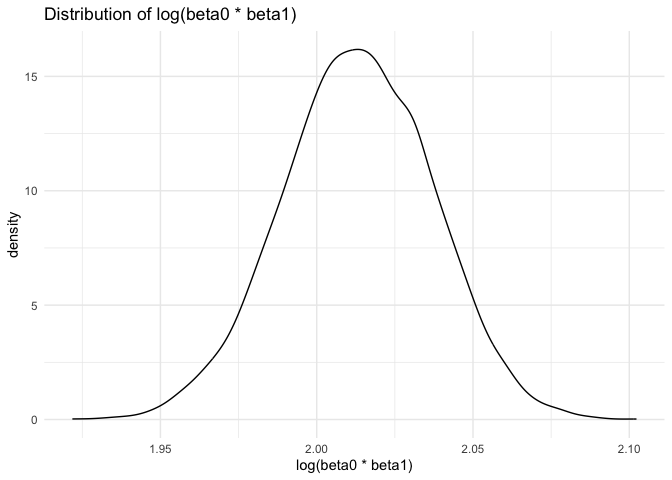 Distribution of log(beta0 * beta1)
15
10
5
0
density
1.95 2.00 2.05 2.10
log(beta0 * beta1)